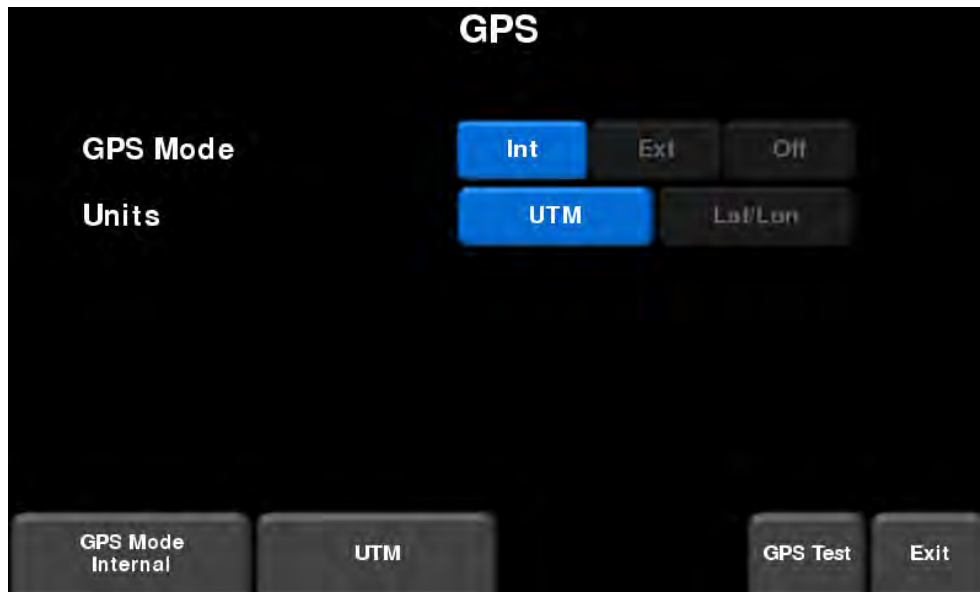 GPS
GPS Mode Int Ext Off
Units UTM Lat/Lon
GPS Mode
Internal
UTM
GPS Test
Exit